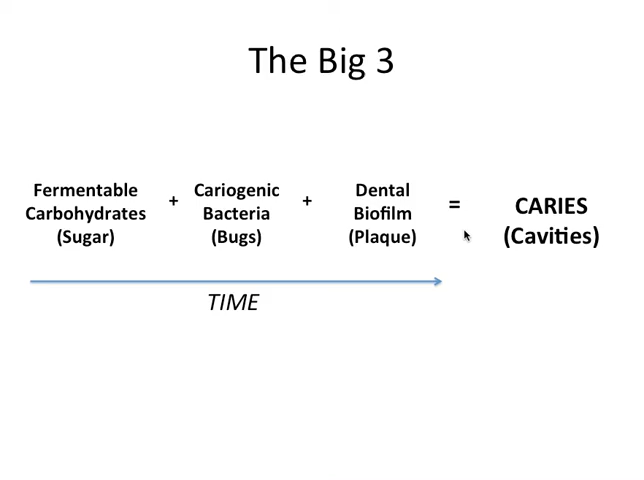 The Big 3
Fermentable Carbohydrates (Sugar)
+
Cariogenic Bacteria (Bugs)
+
Dental Biofilm (Plaque)
=
CARIES (Cavities)
TIME